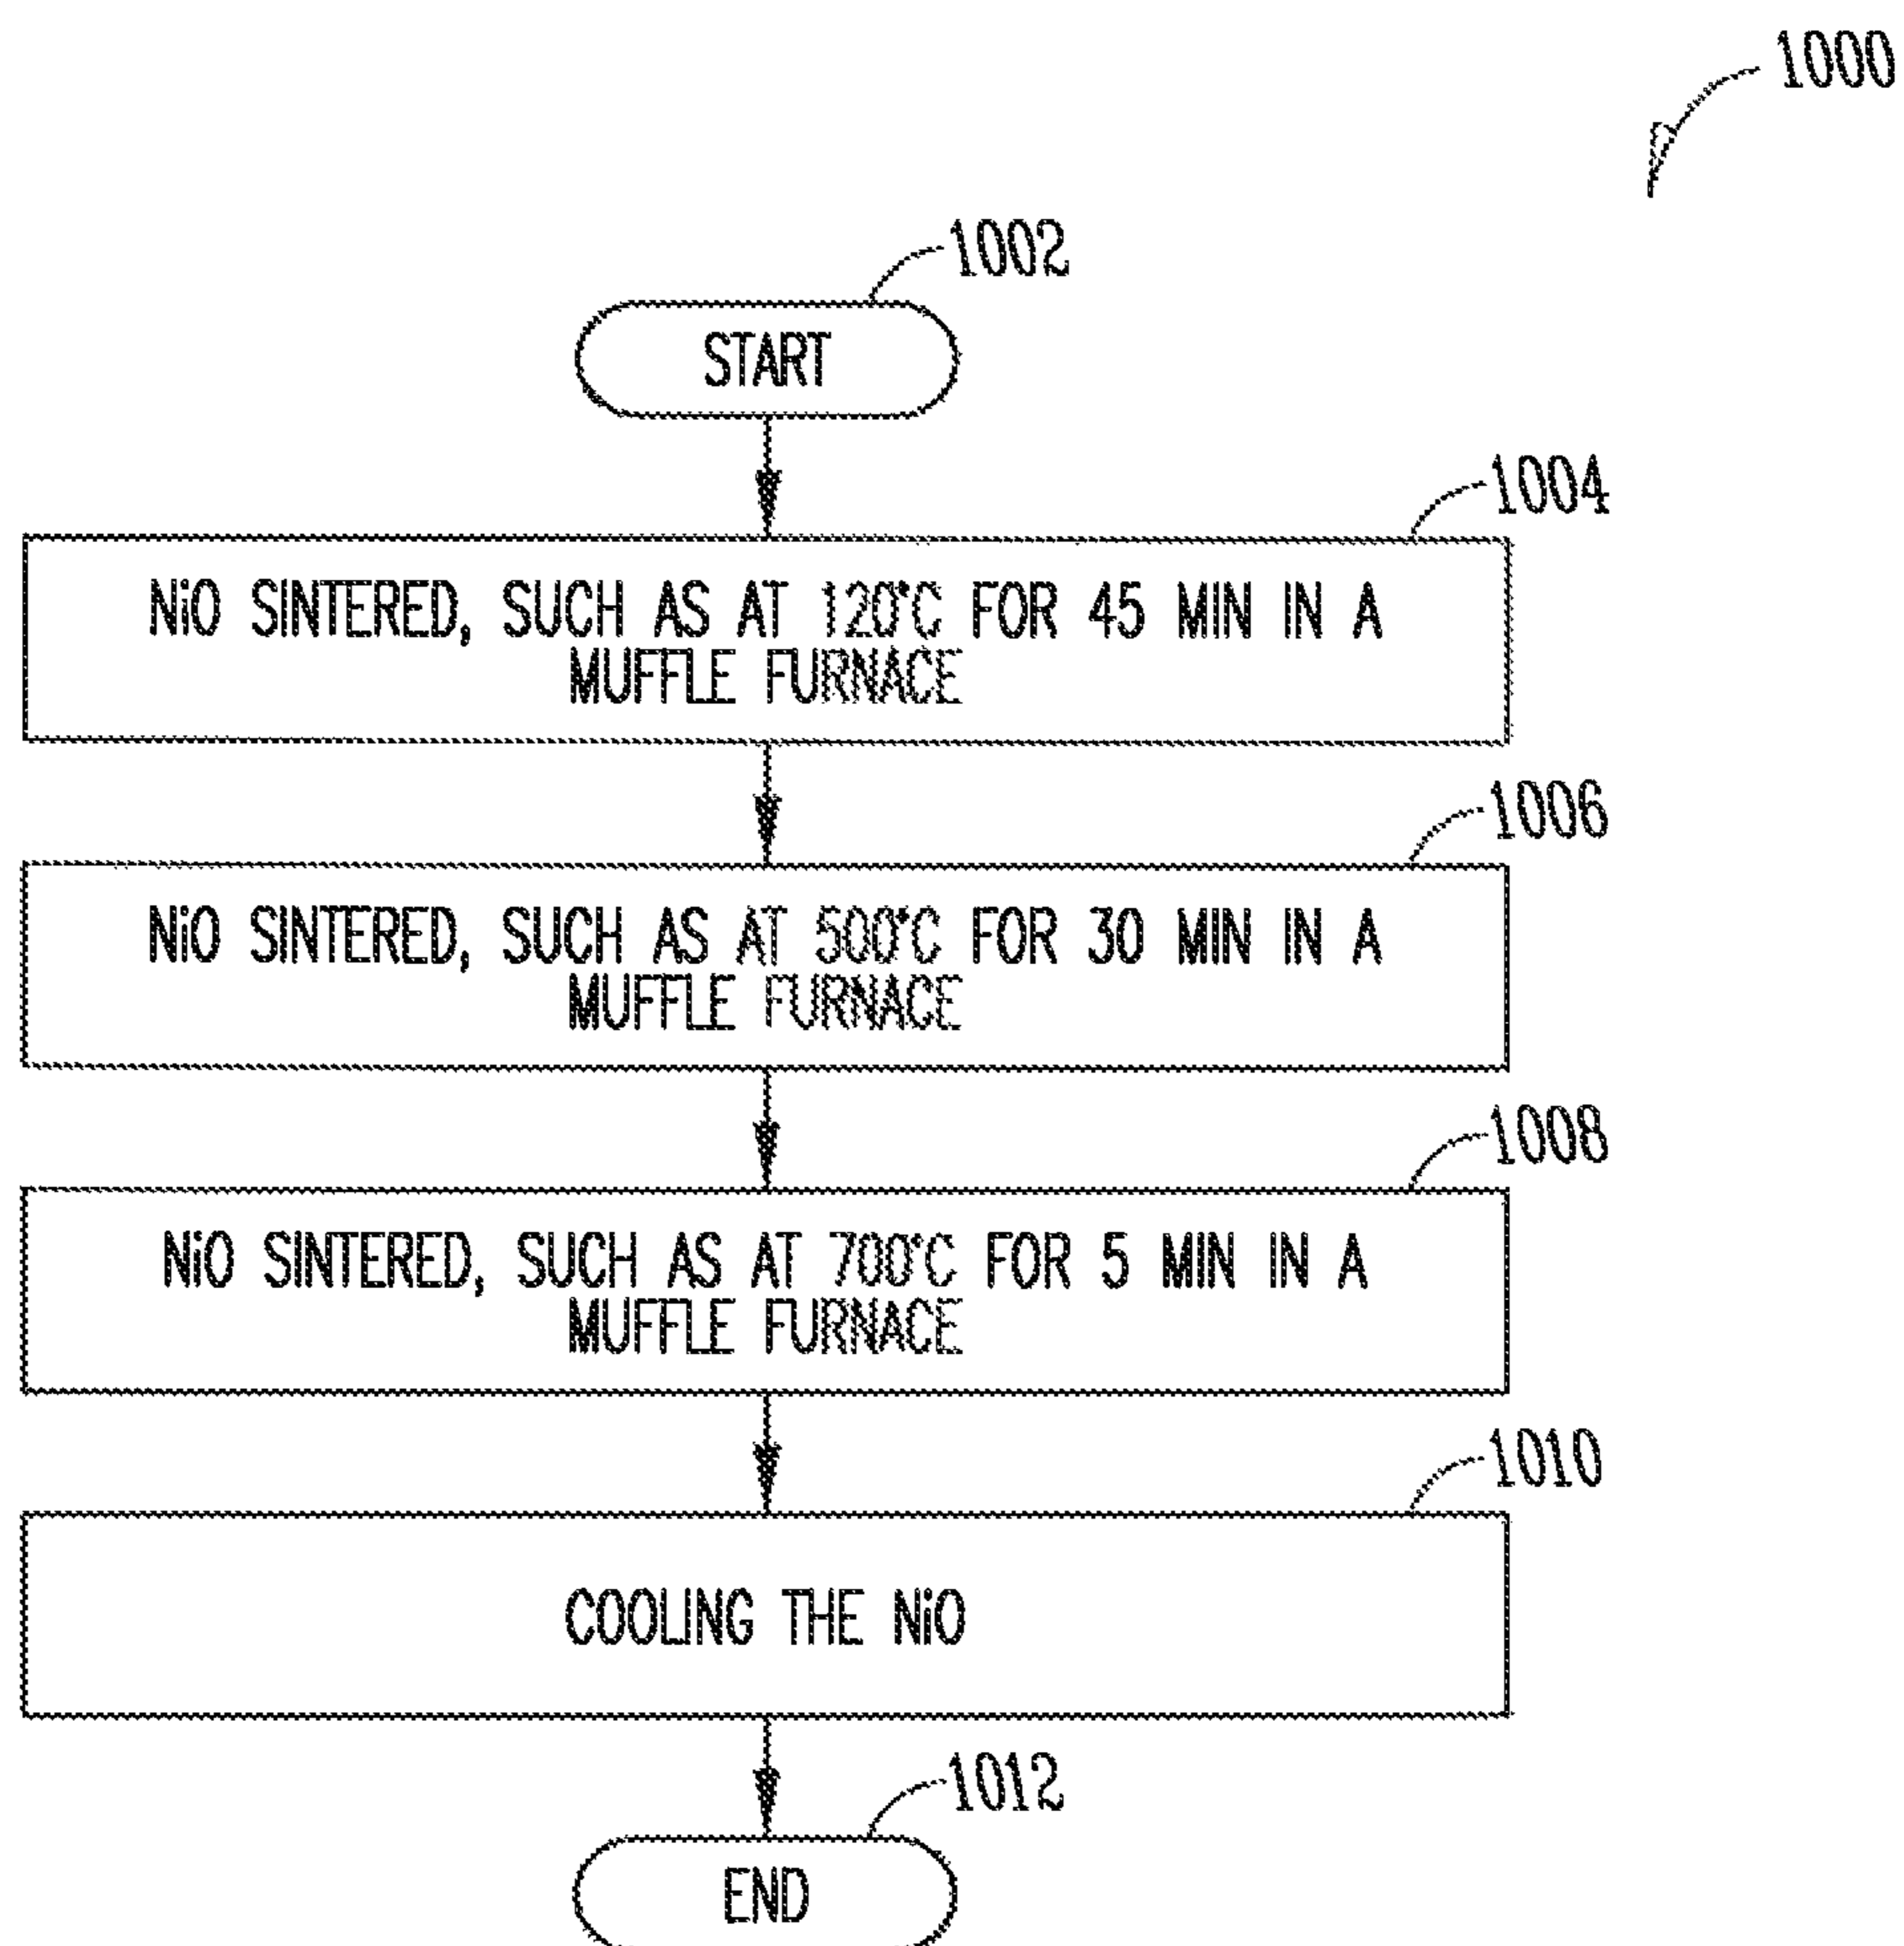 1000
1002
START
1004
NiO SINTERED, SUCH AS AT 120°C FOR 45 MIN IN A
MUFFLE FURNACE
1006
NiO SINTERED, SUCH AS AT 500°C FOR 30 MIN IN A
MUFFLE FURNACE
1008
NiO SINTERED, SUCH AS AT 700°C FOR 5 MIN IN A
MUFFLE FURNACE
1010
COOLING THE NiO
1012
END